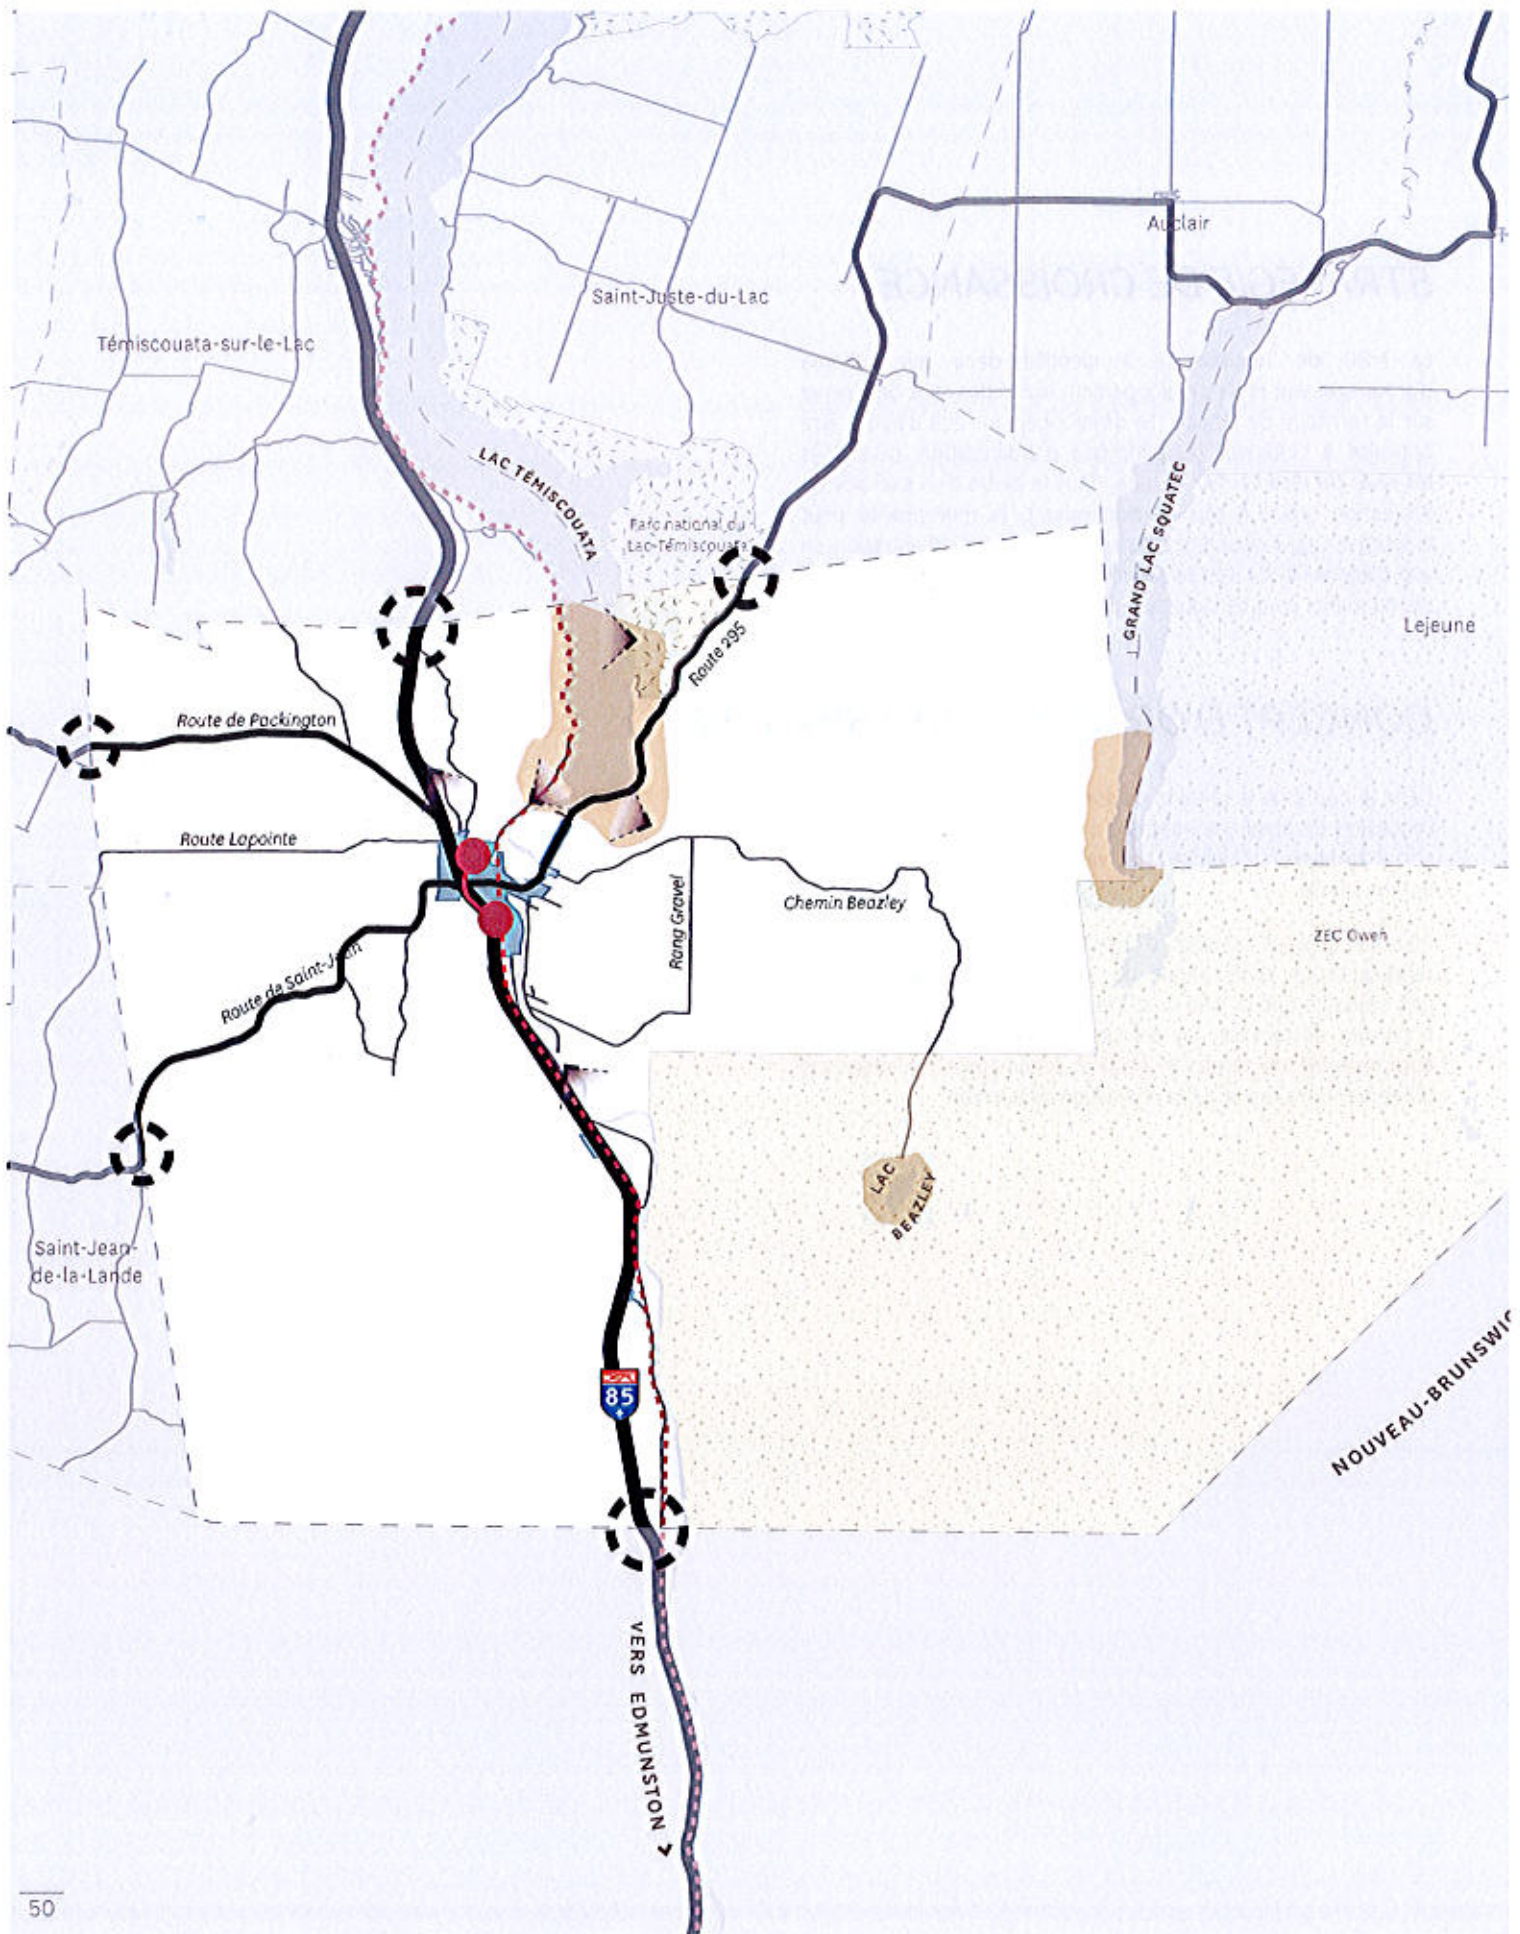 Auclair
Saint-Juste-du-Lac
Témiscouata-sur-le-Lac
LAC TÉMISCOUATA
GRAND LAC SQUATEC
Parc national du
Lac-Témiscouata
Lejeune
Route 295
Route de Packington
Route Lapointe
Rang Gravel
Chemin Beazley
ZEC Owen
Route de Saint-Jean
LAC
BEAZLEY
Saint-Jean-
de-la-Lande
85
NOUVEAU-BRUNSWIC
VERS EDMUNSTON
50